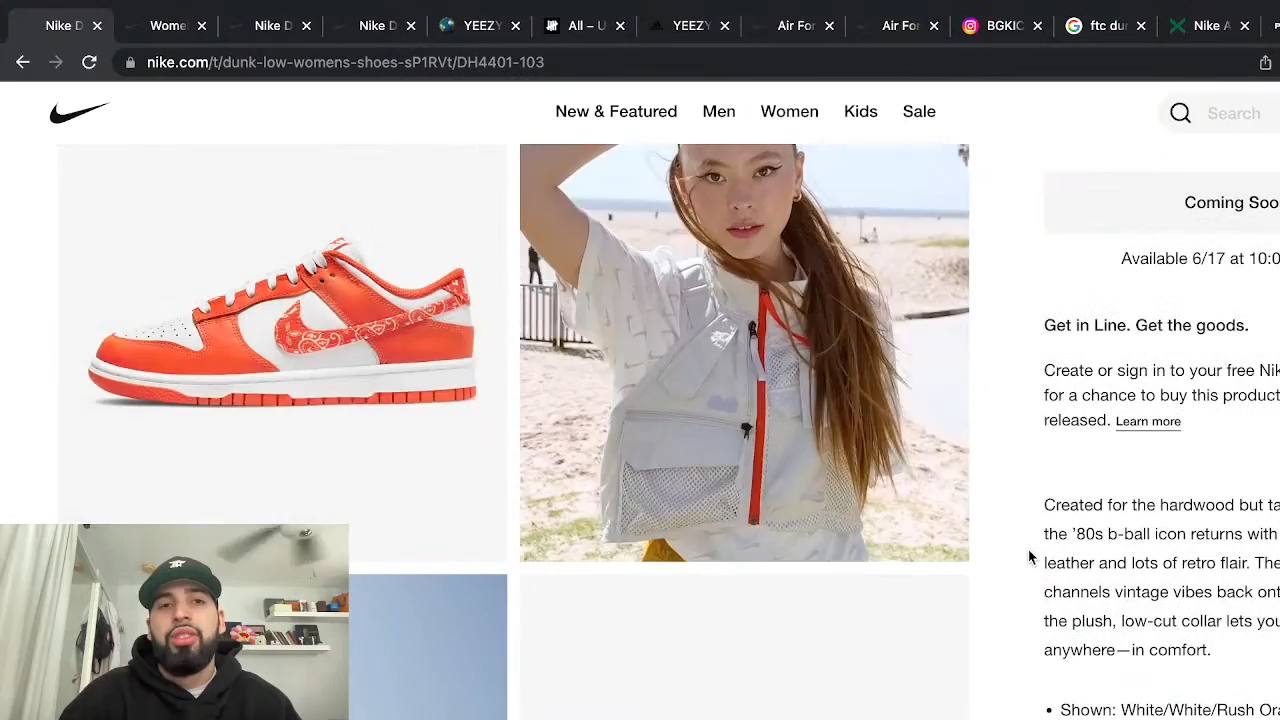 Nike D
Wome
Nike D
Nike D
YEEZY
All – U
YEEZ
Air For
Air For
BGKIC
ftc du
Nike A
nike.com/t/dunk-low-womens-shoes-sP1RVt/DH4401-103
New & Featured Men Women Kids Sale
Search
Coming Soo
Available 6/17 at 10:0
Get in Line. Get the goods.
Create or sign in to your free Nik
for a chance to buy this product
released. Learn more
Created for the hardwood but ta
the '80s b-ball icon returns with
leather and lots of retro flair. The
channels vintage vibes back ont
the plush, low-cut collar lets you
anywhere—in comfort.
• Shown: White/White/Rush Ora